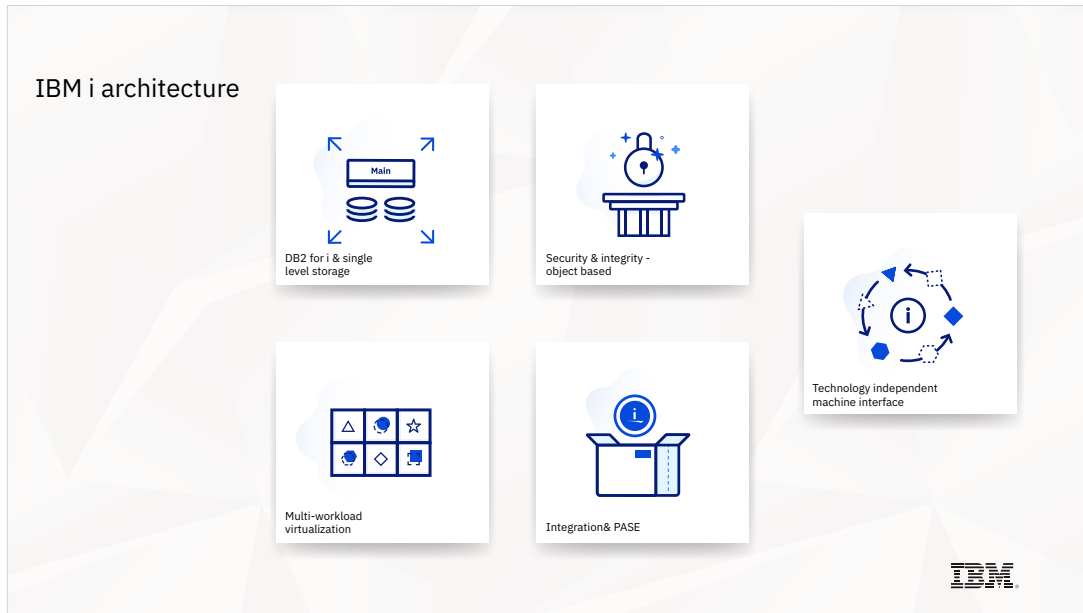 IBM i architecture
Main
DB2 for i & single
level storage
Security & integrity -
object based
i
Technology independent
machine interface
Multi-workload
virtualization
i
Integration& PASE
IBM®